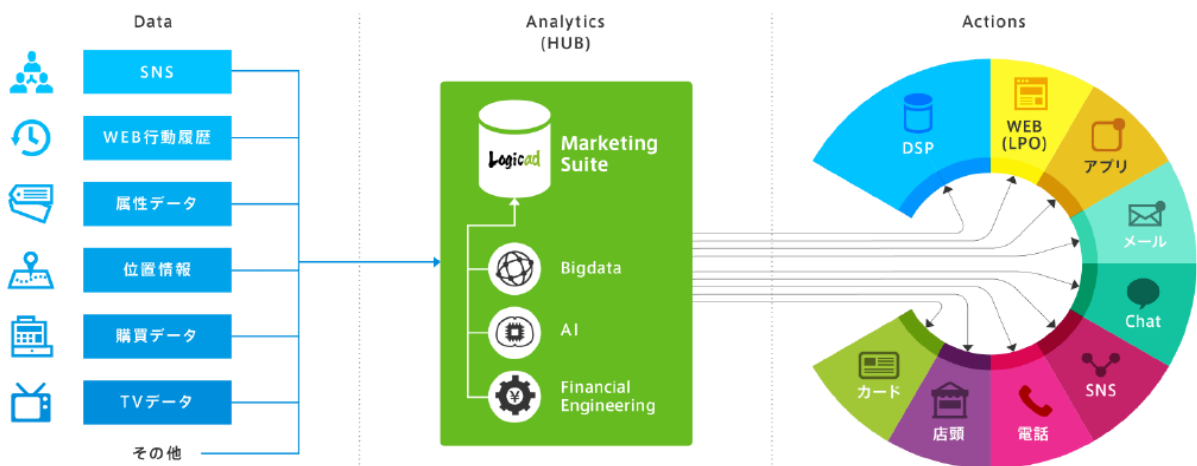 Data
Analytics
(HUB)
Actions
SNS
WEB行動履歴
属性データ
位置情報
購買データ
TVデータ
その他
Logicad
Marketing
Suite
Bigdata
AI
¥
Financial
Engineering
DSP
WEB
(LPO)
アプリ
メール
Chat
SNS
電話
店頭
カード